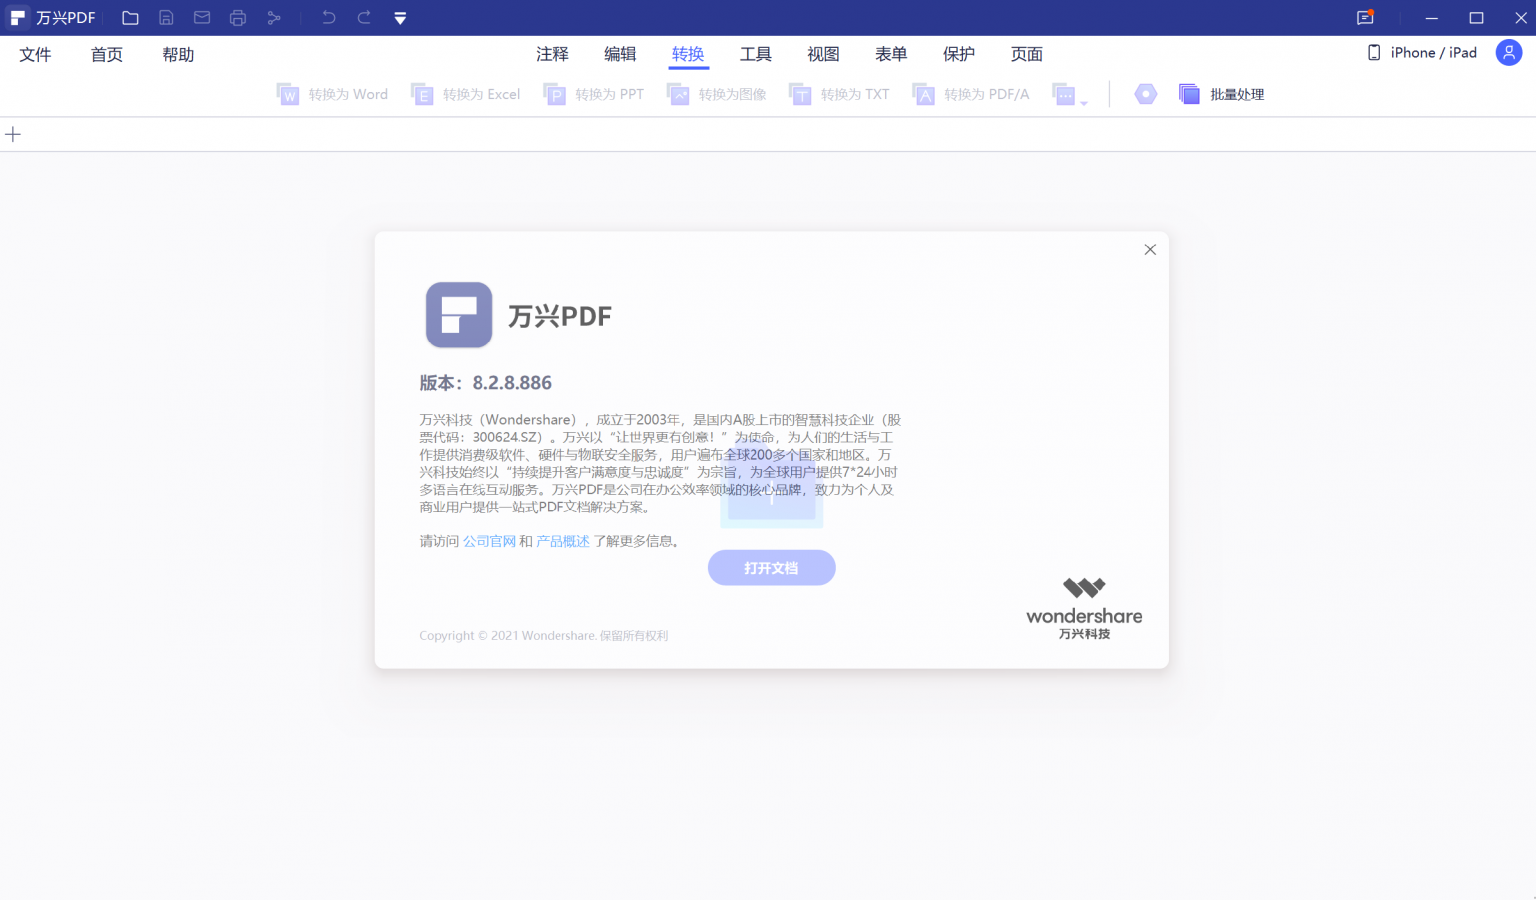 万兴PDF
文件 首页 帮助 注释 编辑 转换 工具 视图 表单 保护 页面 iPhone / iPad
转换为 Word 转换为 Excel 转换为 PPT 转换为图像 转换为 TXT 转换为 PDF/A 批量处理
万兴PDF
版本：8.2.8.886
万兴科技（Wondershare），成立于2003年，是国内A股上市的智慧科技企业（股
票代码：300624.SZ）。万兴以“让世界更有创意！”为使命，为人们的生活与工
作提供消费级软件、硬件与物联安全服务，用户遍布全球200多个国家和地区。万
兴科技始终以“持续提升客户满意度与忠诚度”为宗旨，为全球用户提供7*24小时
多语言在线互动服务。万兴PDF是公司在办公效率领域的核心品牌，致力为个人及
商业用户提供一站式PDF文档解决方案。
请访问 公司官网 和 产品概述 了解更多信息。
打开文档
wondershare
万兴科技
Copyright © 2021 Wondershare. 保留所有权利